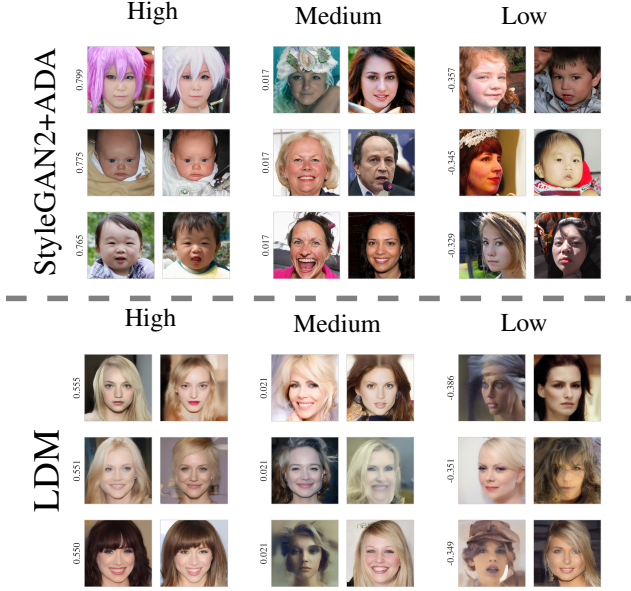 High Medium Low
StyleGAN2+ADA
0.799 0.017 -0.357
0.775 0.017 -0.345
0.765 0.017 -0.329
High Medium Low
LDM
0.555 0.021 -0.386
0.551 0.021 -0.351
0.550 0.021 -0.349